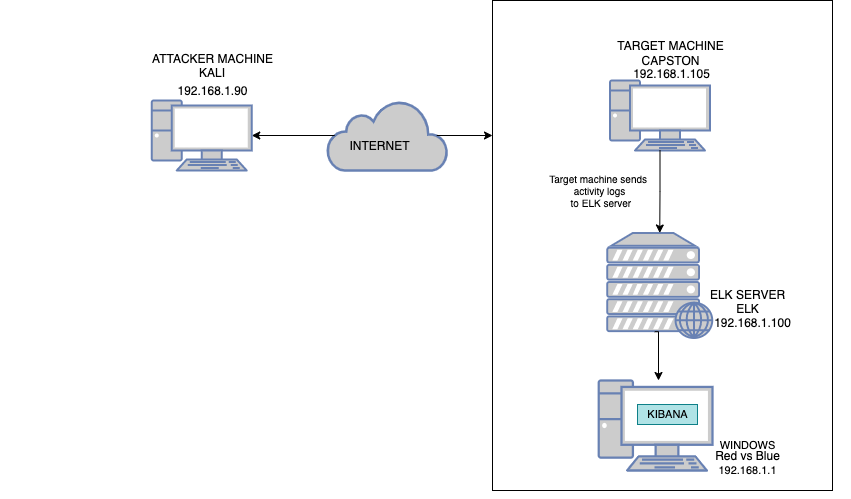 ATTACKER MACHINE
KALI
192.168.1.90
INTERNET
TARGET MACHINE
CAPSTON
192.168.1.105
Target machine sends
activity logs
to ELK server
ELK SERVER
ELK
192.168.1.100
KIBANA
WINDOWS
Red vs Blue
192.168.1.1